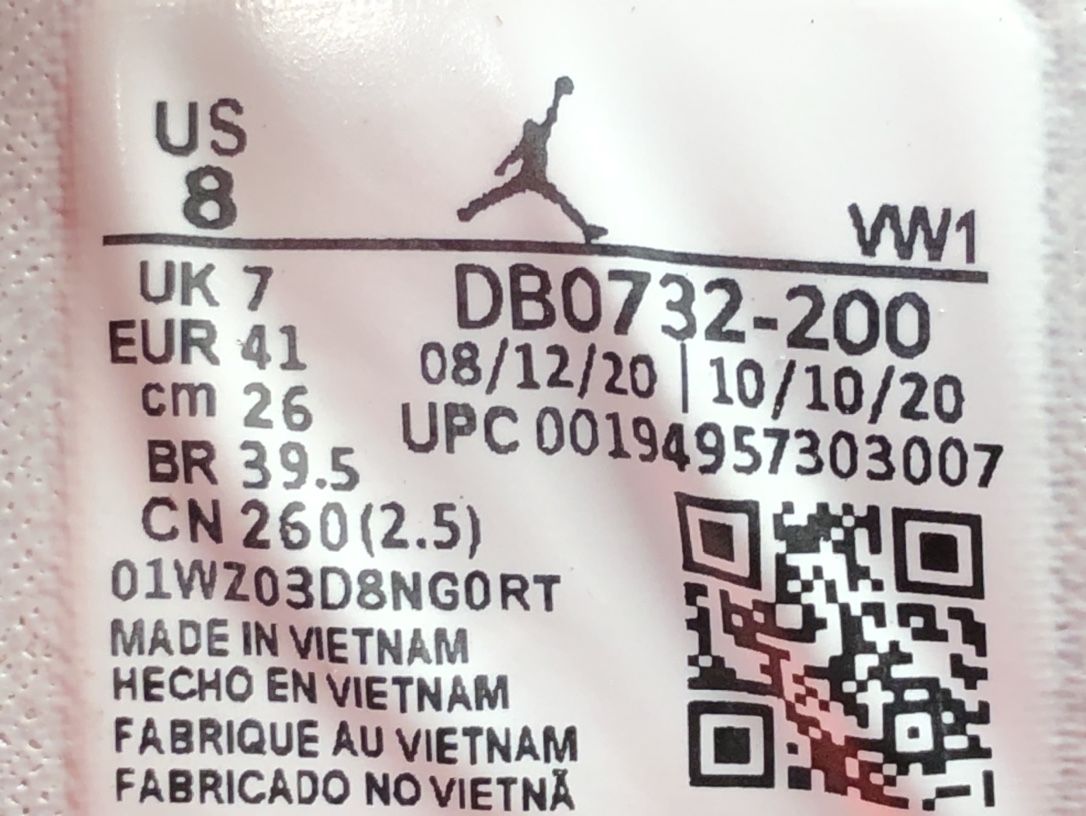 US
8
VW1
UK 7
DB0732-200
EUR 41
08/12/20 | 10/10/20
cm 26
UPC 00194957303007
BR 39.5
CN 260(2.5)
01WZ03D8NG0RT
MADE IN VIETNAM
HECHO EN VIETNAM
FABRIQUE AU VIETNAM
FABRICADO NO VIETNÃ